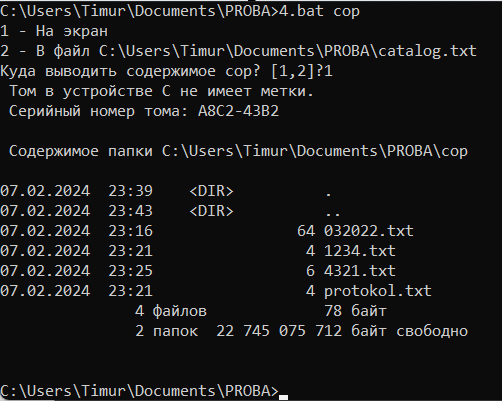 C:\Users\Timur\Documents\PROBA>4.bat cop
1 - На экран
2 - В файл C:\Users\Timur\Documents\PROBA\catalog.txt
Куда выводить содержимое cop? [1,2]?1
 Том в устройстве C не имеет метки.
 Серийный номер тома: A8C2-43B2

 Содержимое папки C:\Users\Timur\Documents\PROBA\cop

07.02.2024  23:39    <DIR>          .
07.02.2024  23:43    <DIR>          ..
07.02.2024  23:16                64 032022.txt
07.02.2024  23:21                 4 1234.txt
07.02.2024  23:25                 6 4321.txt
07.02.2024  23:21                 4 protokol.txt
               4 файлов             78 байт
               2 папок  22 745 075 712 байт свободно

C:\Users\Timur\Documents\PROBA>